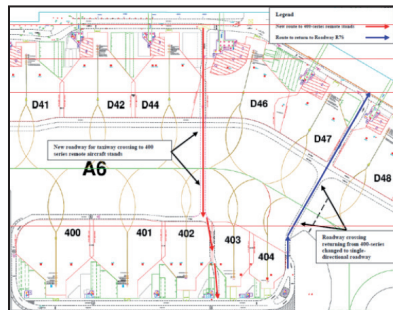 Legend
New route to 400-series remote stands
Route to return to Roadway R76
D41
D42
D44
D46
D47
D48
New roadway for taxiway crossing to 400
series remote aircraft stands
A6
400
401
402
403
404
Roadway crossing
returning from 400-series
changed to single-
directional roadway